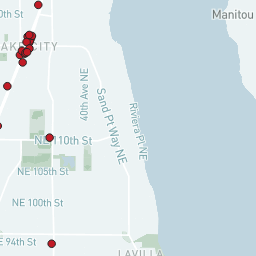 Manitou
0th St
LAKE CITY
40th Ave NE
Sand Pt Way NE
Riviera Pl NE
NE 110th St
NE 105th St
NE 100th St
NE 94th St
LAVILLA